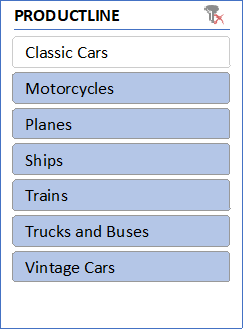 PRODUCTLINE
Classic Cars
Motorcycles
Planes
Ships
Trains
Trucks and Buses
Vintage Cars